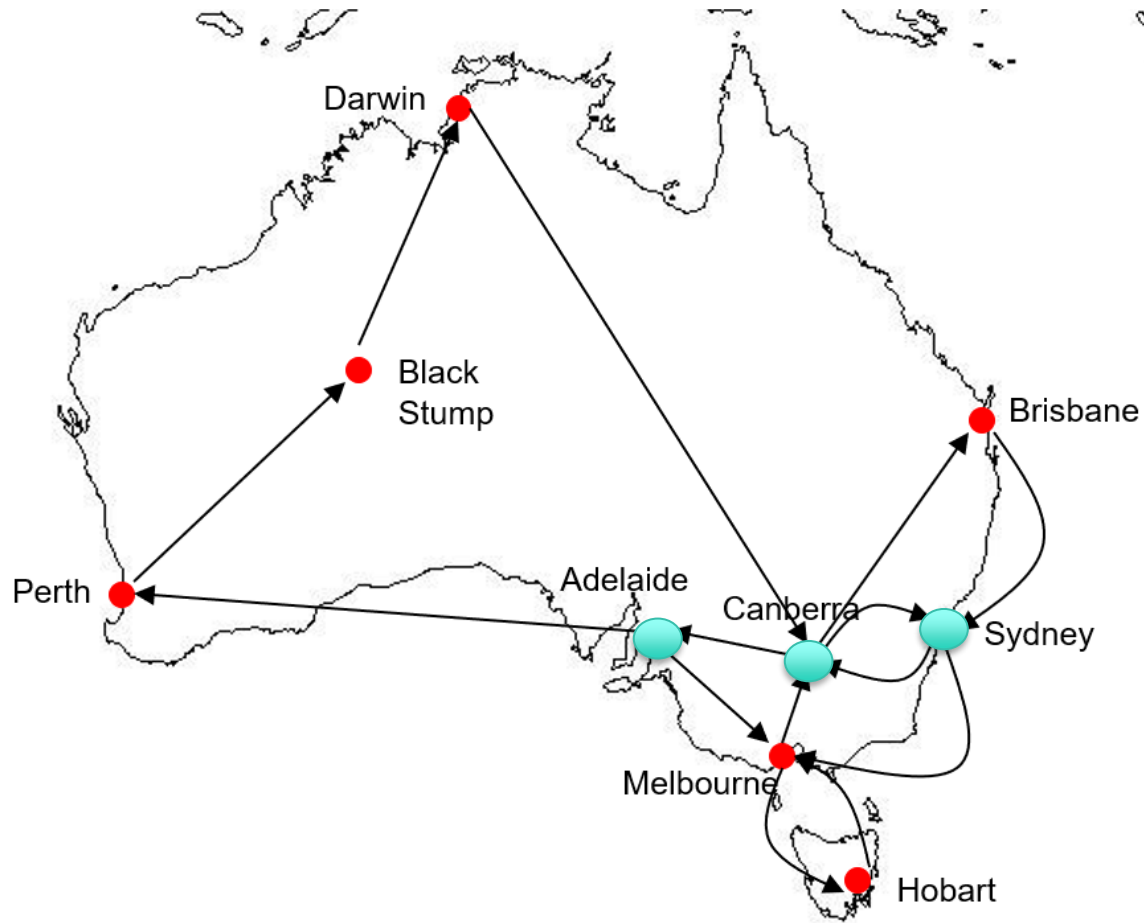 Darwin
Black
Stump
Brisbane
Perth
Adelaide
Canberra
Sydney
Melbourne
Hobart